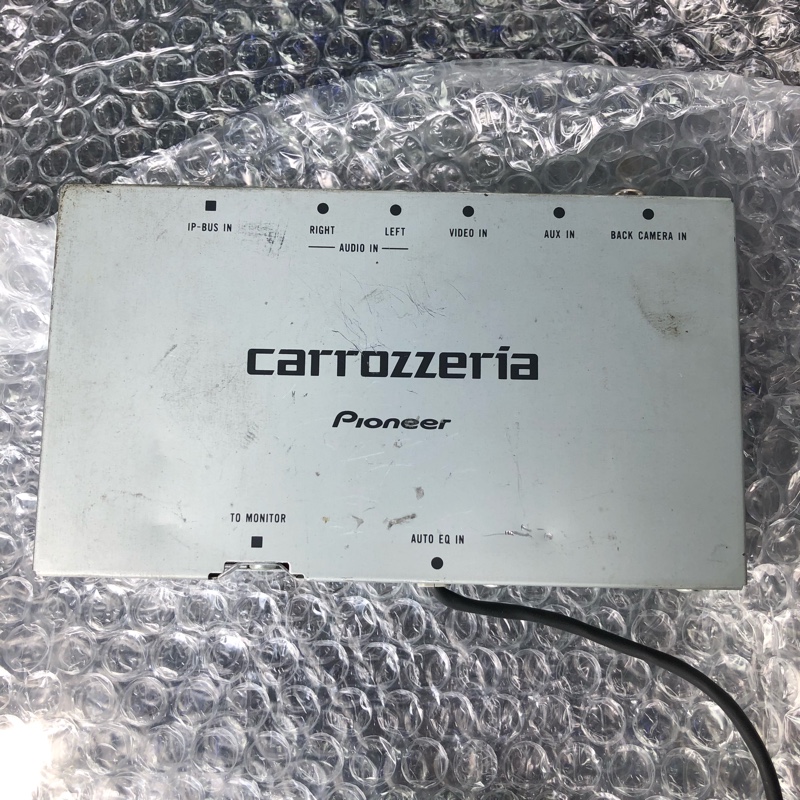 IP-BUS IN
RIGHT
LEFT
AUDIO IN
VIDEO IN
AUX IN
BACK CAMERA IN
carrozzeria
Pioneer
TO MONITOR
AUTO EQ IN